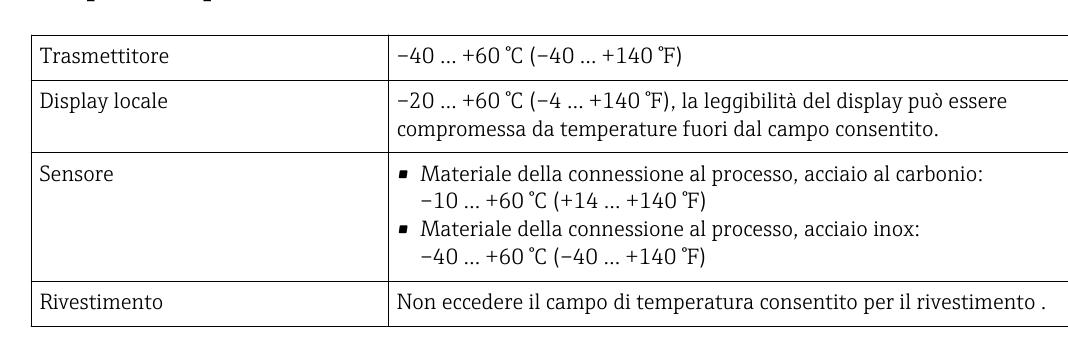 Trasmettitore
−40 ... +60 °C (−40 ... +140 °F)
Display locale
−20 ... +60 °C (−4 ... +140 °F), la leggibilità del display può essere
compromessa da temperature fuori dal campo consentito.
Sensore
▪ Materiale della connessione al processo, acciaio al carbonio:
−10 ... +60 °C (+14 ... +140 °F)
▪ Materiale della connessione al processo, acciaio inox:
−40 ... +60 °C (−40 ... +140 °F)
Rivestimento
Non eccedere il campo di temperatura consentito per il rivestimento .